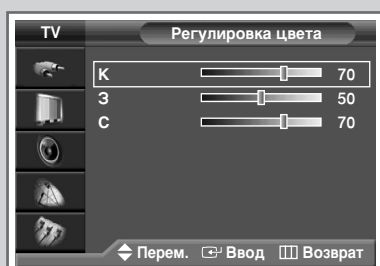 TV Регулировка цвета
К 70
З 50
С 70
Перем. Ввод Возврат